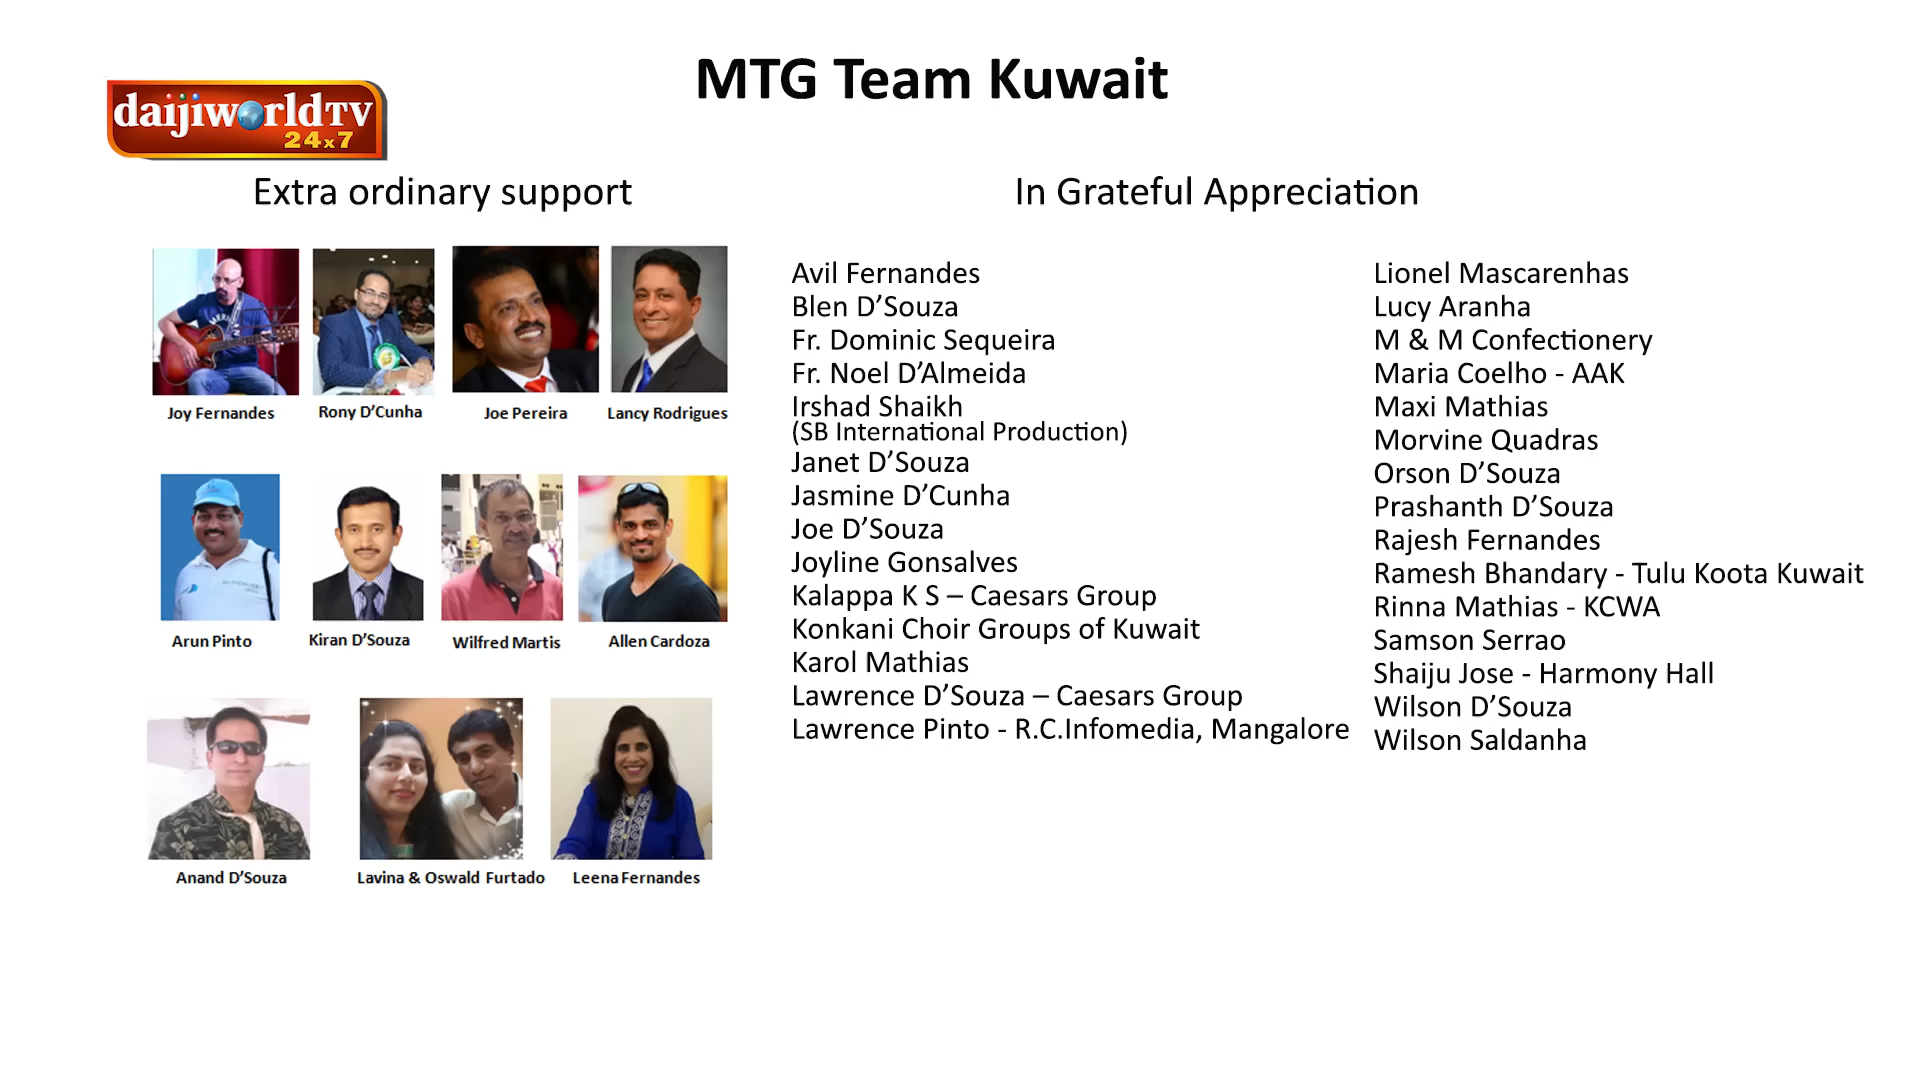 MTG Team Kuwait
daijiworldTV
24x7
Extra ordinary support
Joy Fernandes
Rony D’Cunha
Joe Pereira
Lancy Rodrigues
Arun Pinto
Kiran D’Souza
Wilfred Martis
Allen Cardoza
Anand D’Souza
Lavina & Oswald Furtado
Leena Fernandes
In Grateful Appreciation
Avil Fernandes
Blen D’Souza
Fr. Dominic Sequeira
Fr. Noel D’Almeida
Irshad Shaikh
(SB International Production)
Janet D’Souza
Jasmine D’Cunha
Joe D’Souza
Joyline Gonsalves
Kalappa K S – Caesars Group
Konkani Choir Groups of Kuwait
Karol Mathias
Lawrence D’Souza – Caesars Group
Lawrence Pinto - R.C.Infomedia, Mangalore
Lionel Mascarenhas
Lucy Aranha
M & M Confectionery
Maria Coelho - AAK
Maxi Mathias
Morvine Quadras
Orson D’Souza
Prashanth D’Souza
Rajesh Fernandes
Ramesh Bhandary - Tulu Koota Kuwait
Rinna Mathias - KCWA
Samson Serrao
Shaiju Jose - Harmony Hall
Wilson D’Souza
Wilson Saldanha